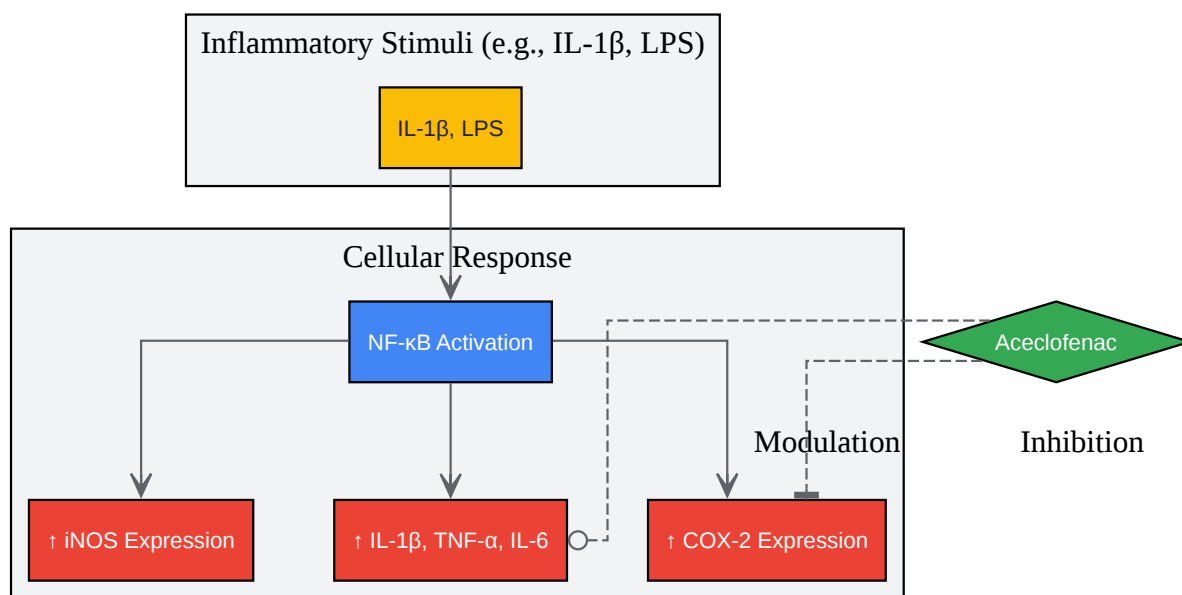 Inflammatory Stimuli (e.g., IL-1β, LPS)
IL-1β, LPS
Cellular Response
NF-κB Activation
Aceclofenac
Modulation
Inhibition
↑ iNOS Expression
↑ IL-1β, TNF-α, IL-6
↑ COX-2 Expression